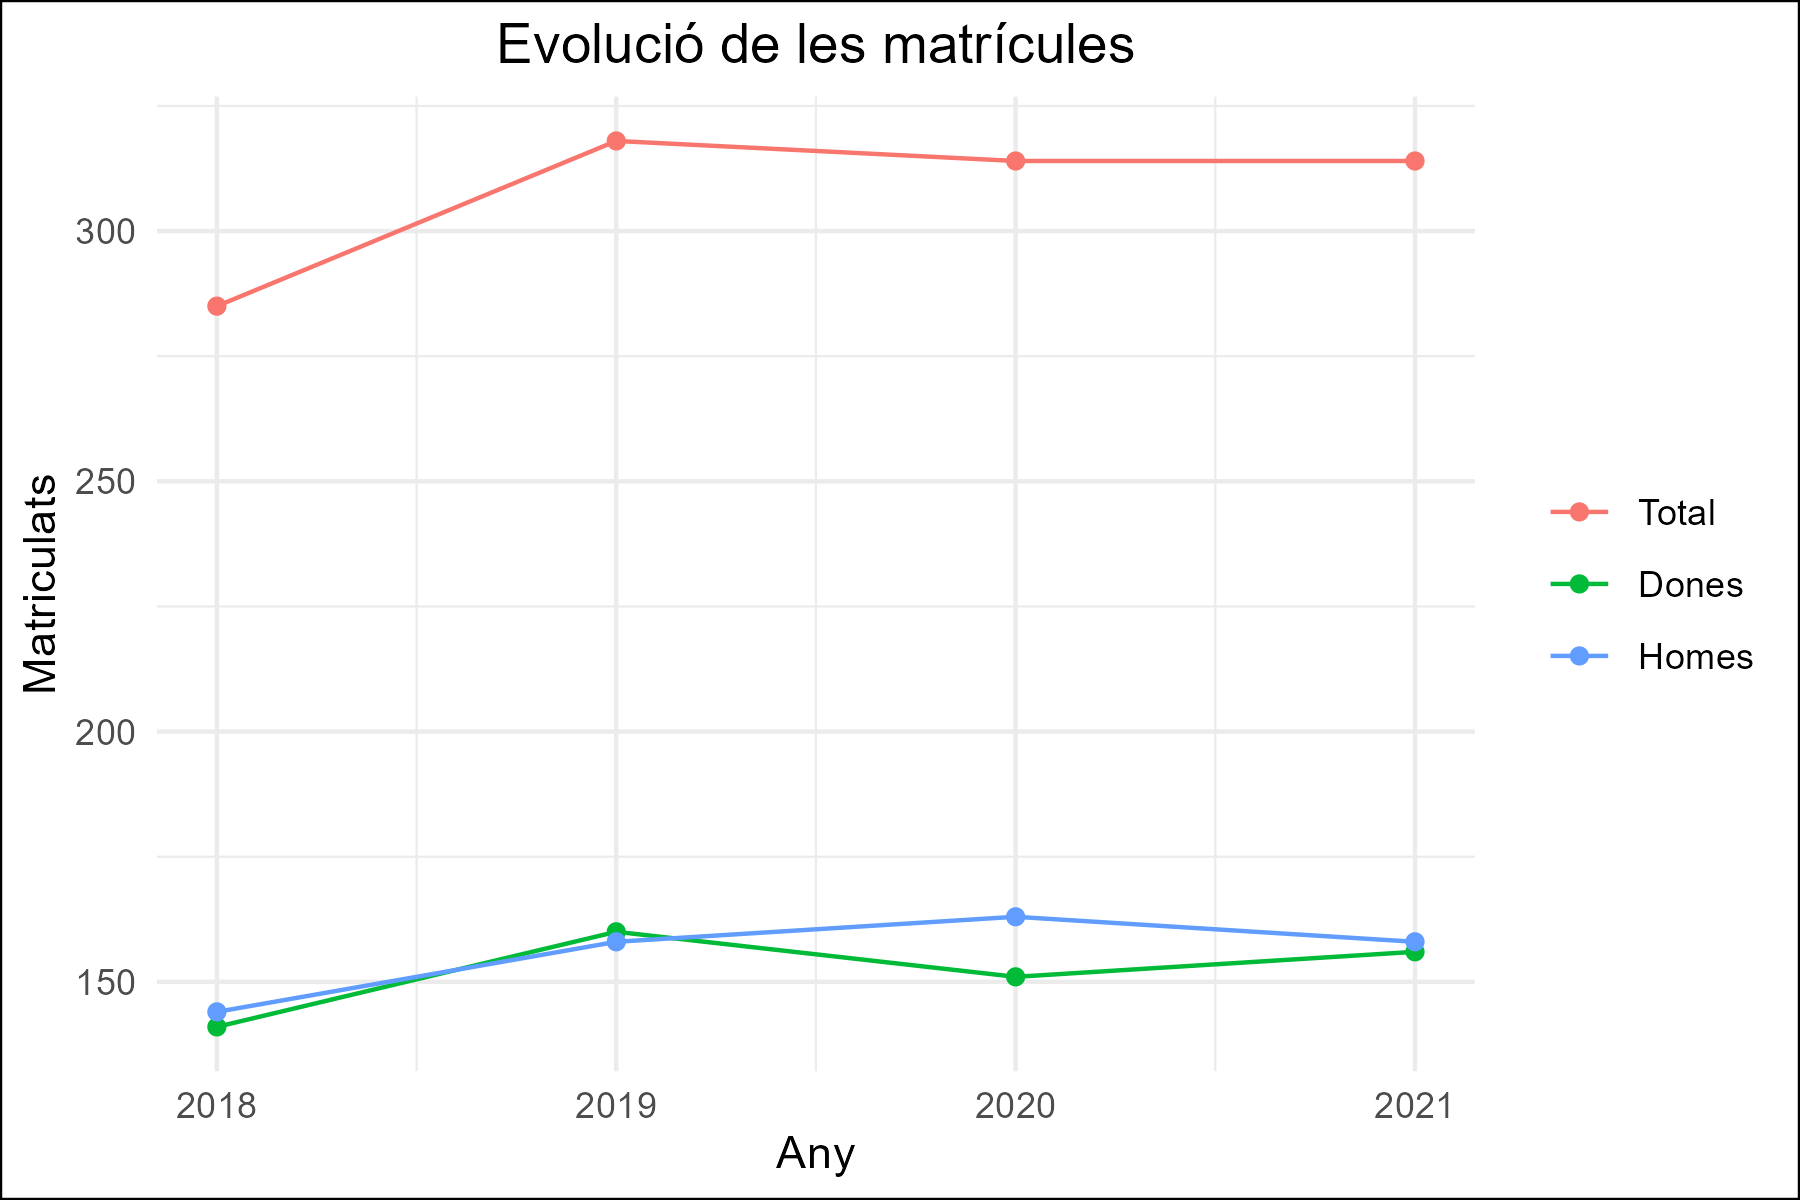 Evolució de les matrícules
Matriculats
300
250
200
150
2018
2019
2020
2021
Any
Total
Dones
Homes